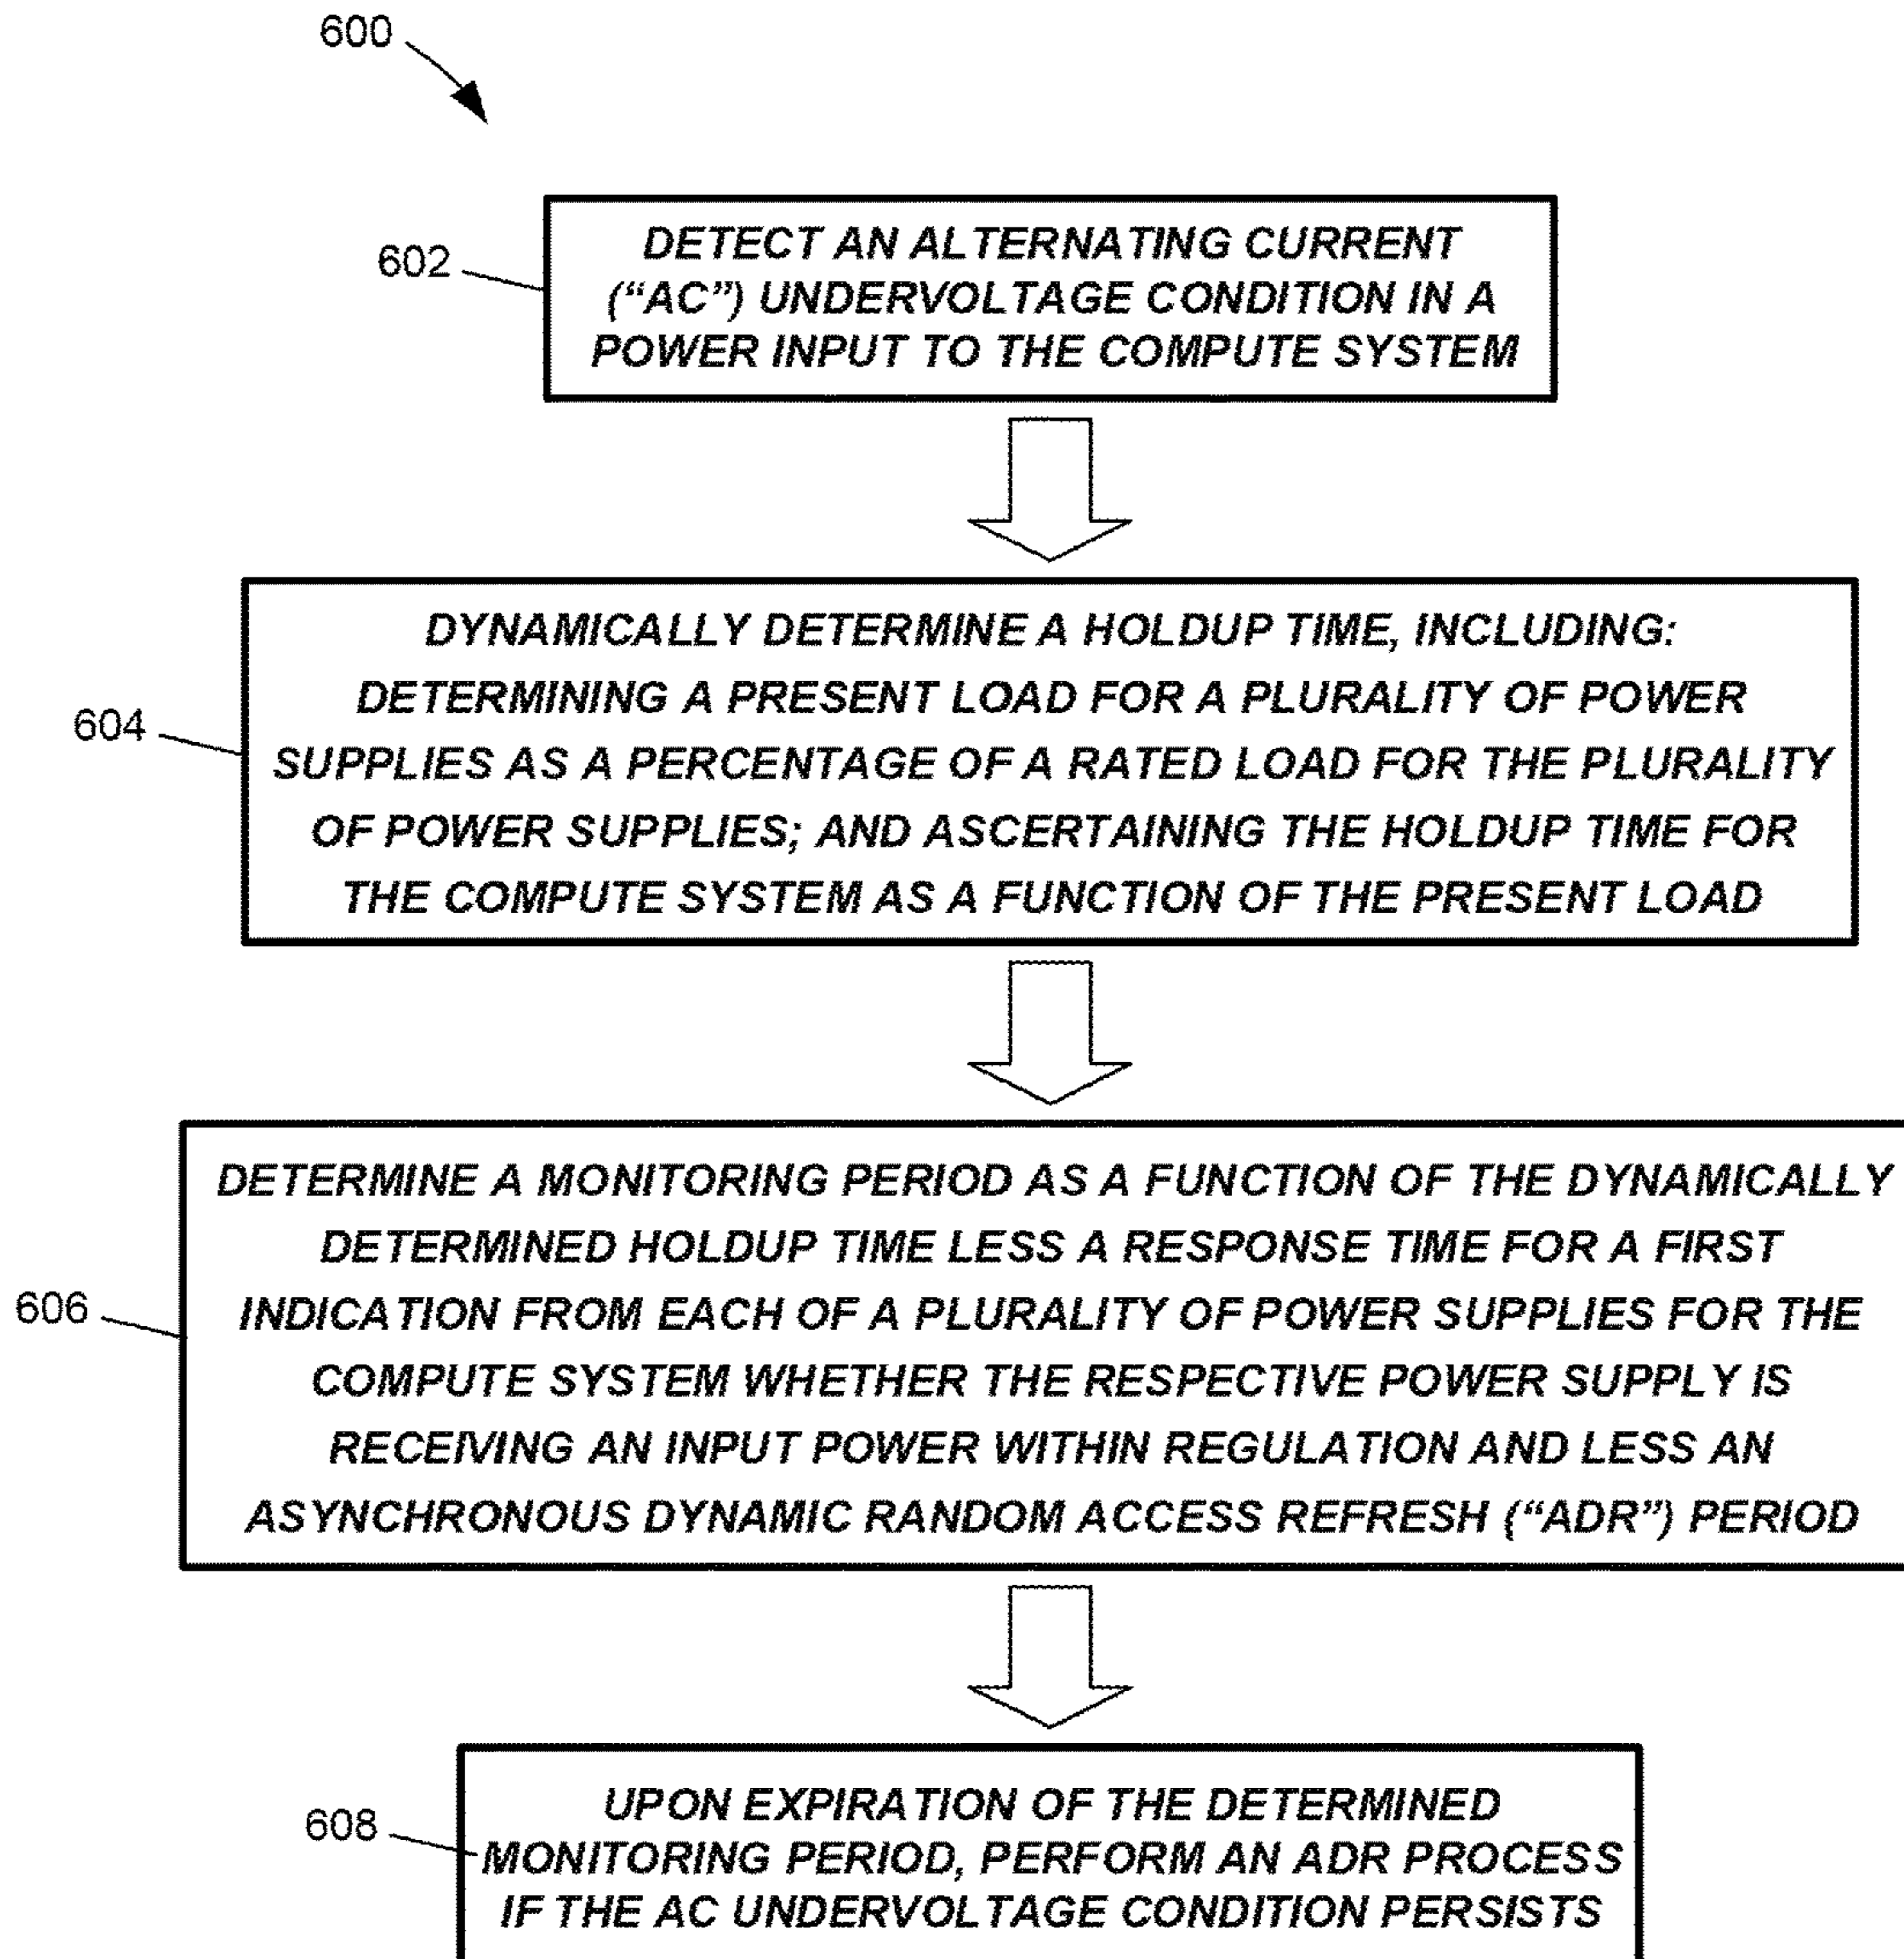 600
602
DETECT AN ALTERNATING CURRENT
(“AC”) UNDERVOLTAGE CONDITION IN A
POWER INPUT TO THE COMPUTE SYSTEM
604
DYNAMICALLY DETERMINE A HOLDUP TIME, INCLUDING:
DETERMINING A PRESENT LOAD FOR A PLURALITY OF POWER
SUPPLIES AS A PERCENTAGE OF A RATED LOAD FOR THE PLURALITY
OF POWER SUPPLIES; AND ASCERTAINING THE HOLDUP TIME FOR
THE COMPUTE SYSTEM AS A FUNCTION OF THE PRESENT LOAD
606
DETERMINE A MONITORING PERIOD AS A FUNCTION OF THE DYNAMICALLY
DETERMINED HOLDUP TIME LESS A RESPONSE TIME FOR A FIRST
INDICATION FROM EACH OF A PLURALITY OF POWER SUPPLIES FOR THE
COMPUTE SYSTEM WHETHER THE RESPECTIVE POWER SUPPLY IS
RECEIVING AN INPUT POWER WITHIN REGULATION AND LESS AN
ASYNCHRONOUS DYNAMIC RANDOM ACCESS REFRESH (“ADR”) PERIOD
608
UPON EXPIRATION OF THE DETERMINED
MONITORING PERIOD, PERFORM AN ADR PROCESS
IF THE AC UNDERVOLTAGE CONDITION PERSISTS